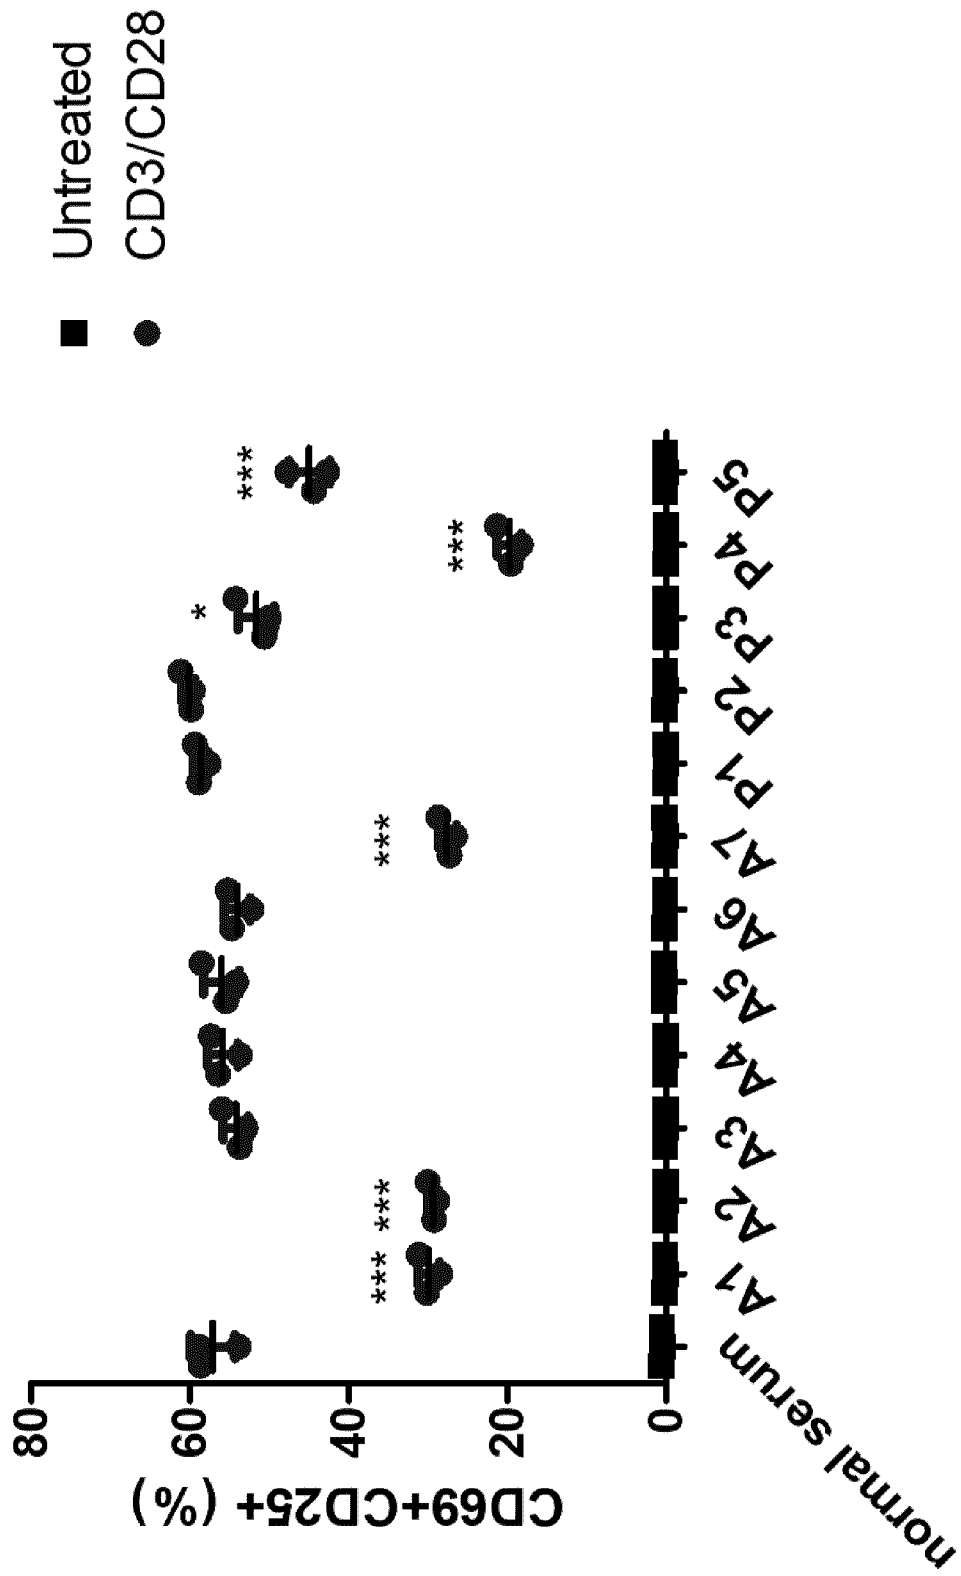 Untreated
CD3/CD28
CD69+CD25+ (%)
80
60
40
20
0
***
***
***
*
***
***
normal serum
A1
A2
A3
A4
A5
A6
A7
P1
P2
P3
P4
P5